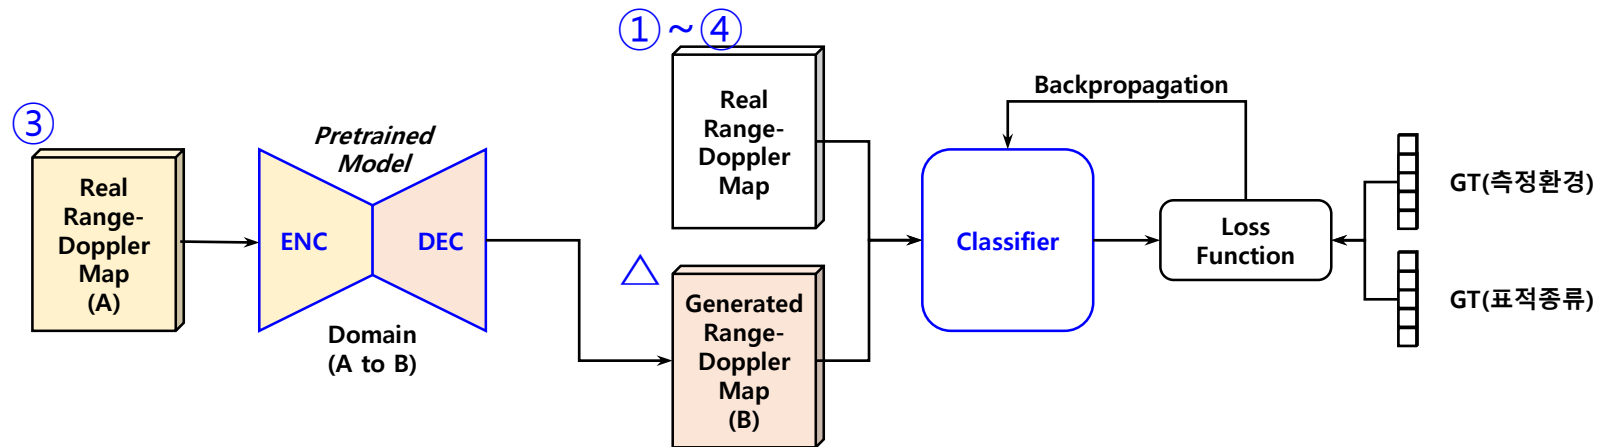 ③
Real
Range-
Doppler
Map
(A)
Pretrained
Model
ENC
DEC
Domain
(A to B)
①~④
Real
Range-
Doppler
Map
△
Generated
Range-
Doppler
Map
(B)
Backpropagation
Classifier
Loss
Function
GT(측정환경)
GT(표적종류)